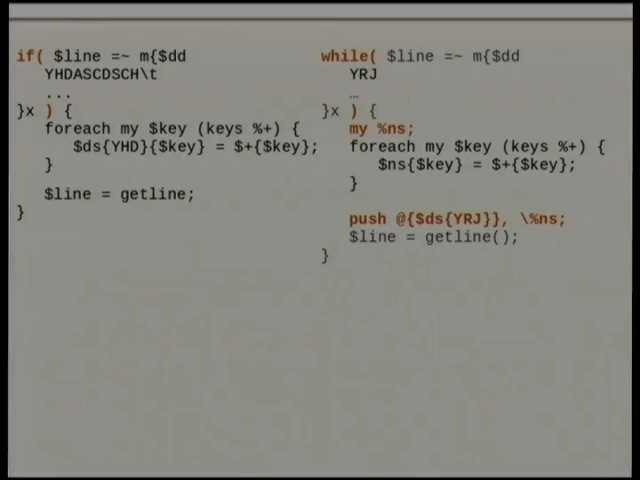 if( $line =~ m{$dd
YHDASCDSCH\t
...
}x ) {
foreach my $key (keys %+) {
$ds{YHD}{$key} = $+{$key};
}
$line = getline;
}
while( $line =~ m{$dd
YRJ
…
}x ) {
my %ns;
foreach my $key (keys %+) {
$ns{$key} = $+{$key};
}
push @{$ds{YRJ}}, \%ns;
$line = getline();
}